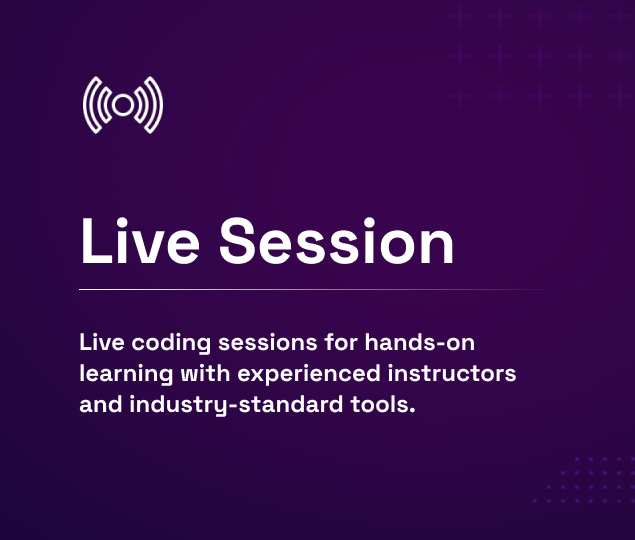 Live Session
Live coding sessions for hands-on
learning with experienced instructors
and industry-standard tools.